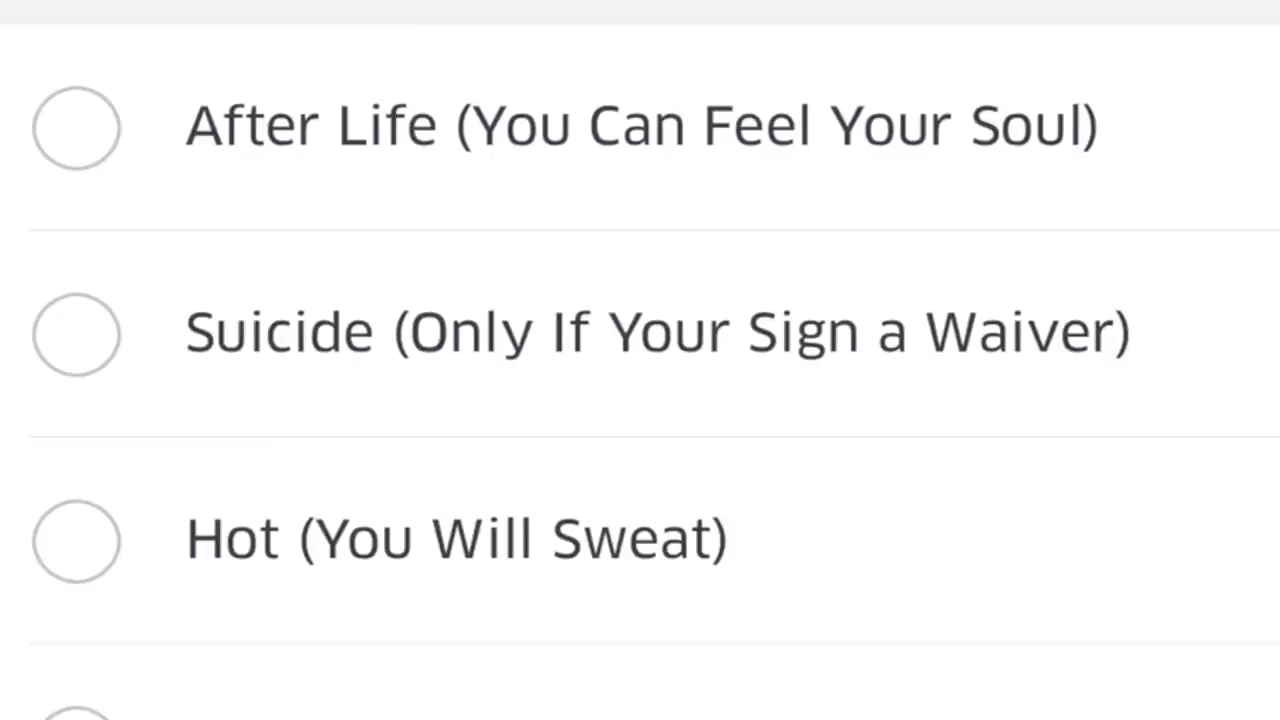 After Life (You Can Feel Your Soul)
Suicide (Only If Your Sign a Waiver)
Hot (You Will Sweat)